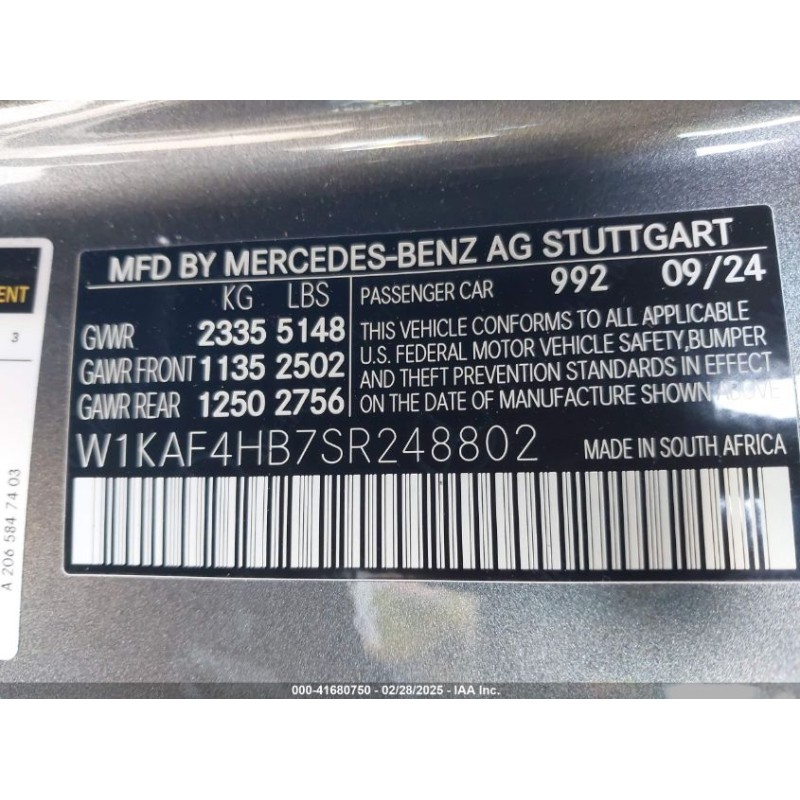 MFD BY MERCEDES-BENZ AG STUTTGART
KG LBS
GVWR 2335 5148
GAWR FRONT 1135 2502
GAWR REAR 1250 2756
PASSENGER CAR 992 09/24
THIS VEHICLE CONFORMS TO ALL APPLICABLE
U.S. FEDERAL MOTOR VEHICLE SAFETY,BUMPER
AND THEFT PREVENTION STANDARDS IN EFFECT
ON THE DATE OF MANUFACTURE SHOWN ABOVE
W1KAF4HB7SR248802 MADE IN SOUTH AFRICA
3
A 206 584 74 03
000-41680750 - 02/28/2025 - IAA Inc.